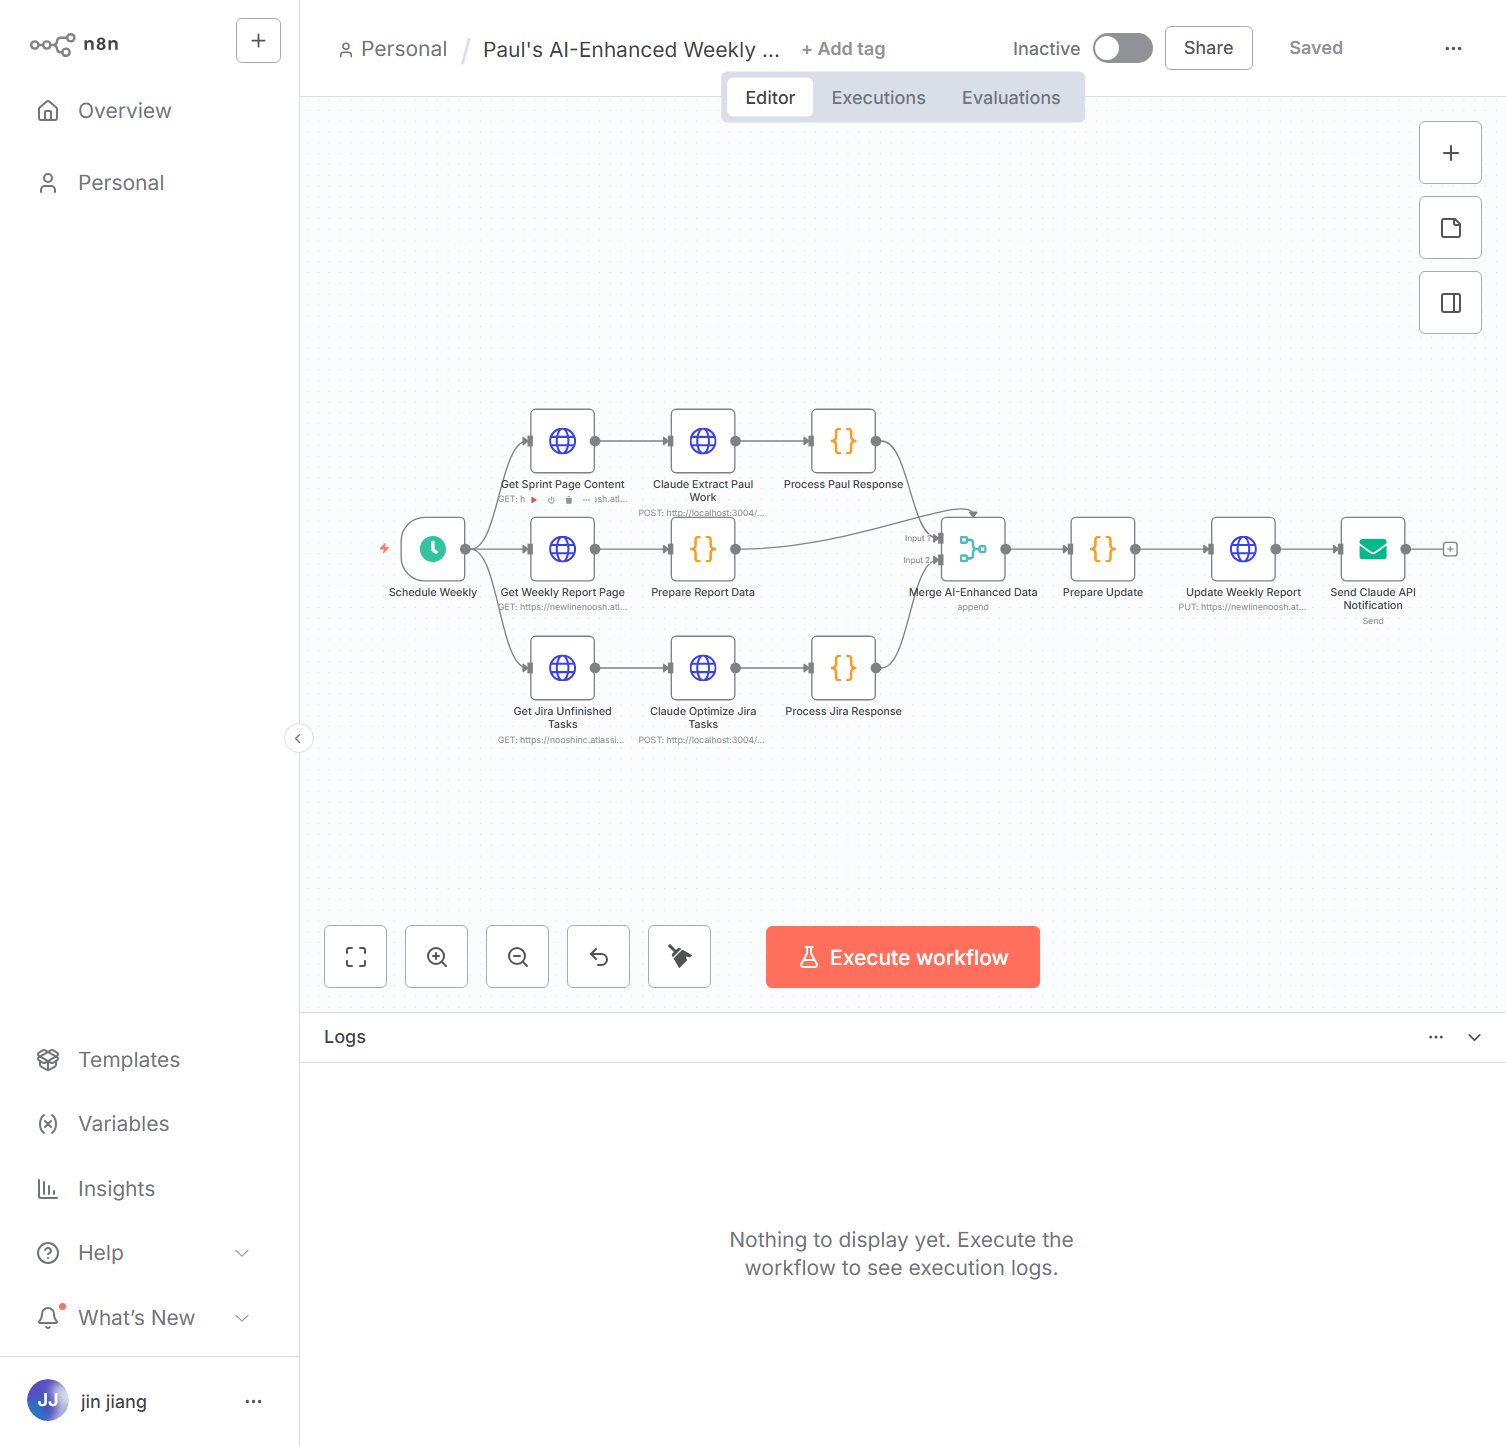 n8n
Overview
Personal
Personal / Paul's AI-Enhanced Weekly ... + Add tag
Inactive
Share
Saved
Editor
Executions
Evaluations
Get Sprint Page Content
GET: h
osh.atl...
Claude Extract Paul
Work
POST: http://localhost:3004/...
Process Paul Response
Schedule Weekly
Get Weekly Report Page
GET: https://newlinenoosh.atl...
Prepare Report Data
Input 1
Input 2
Merge AI-Enhanced Data
append
Prepare Update
Update Weekly Report
PUT: https://newlinenoosh.at...
Send Claude API
Notification
Send
Get Jira Unfinished
Tasks
GET: https://nooshinc.atlassi...
Claude Optimize Jira
Tasks
POST: http://localhost:3004/...
Process Jira Response
Execute workflow
Logs
Nothing to display yet. Execute the
workflow to see execution logs.
Templates
Variables
Insights
Help
What’s New
JJ
jin jiang